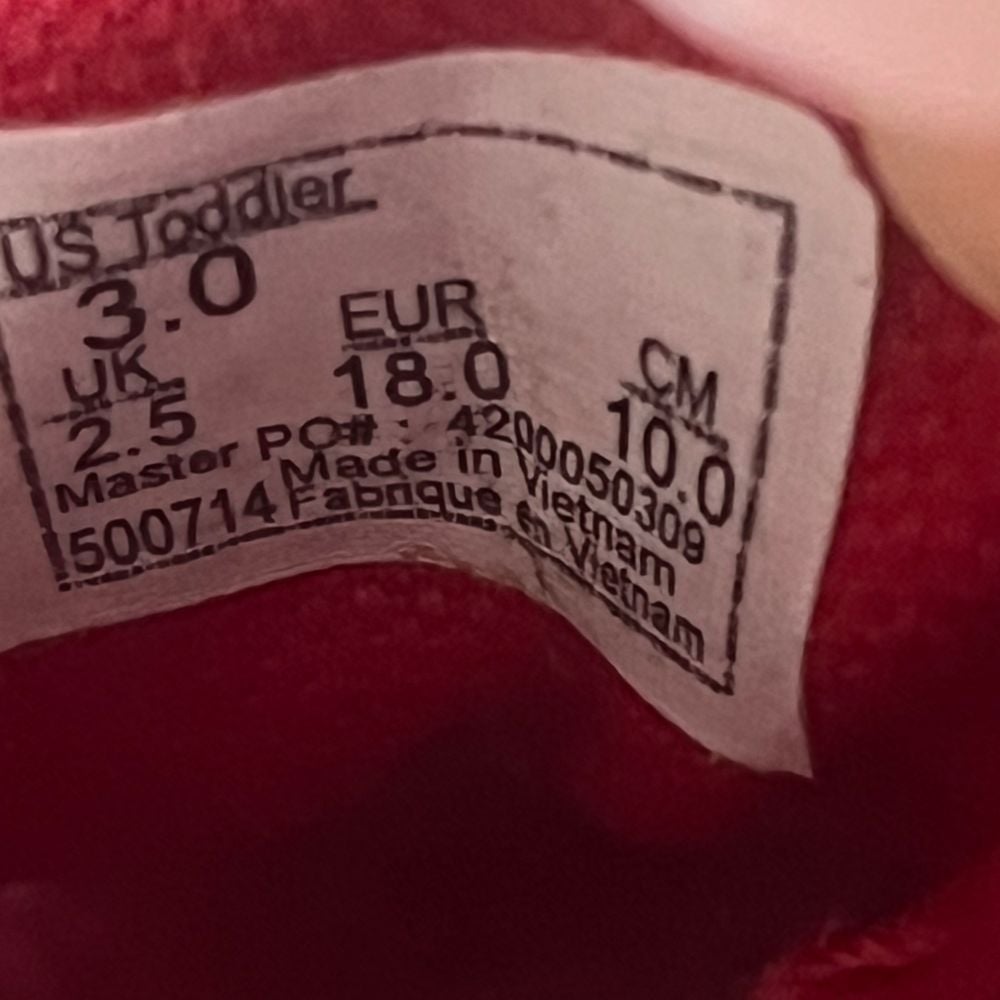 US Toddler
3.0
UK EUR CM
2.5 18.0 10.0
Master PO# : 4200050309
Made in Vietnam
500714 Fabrique en Vietnam